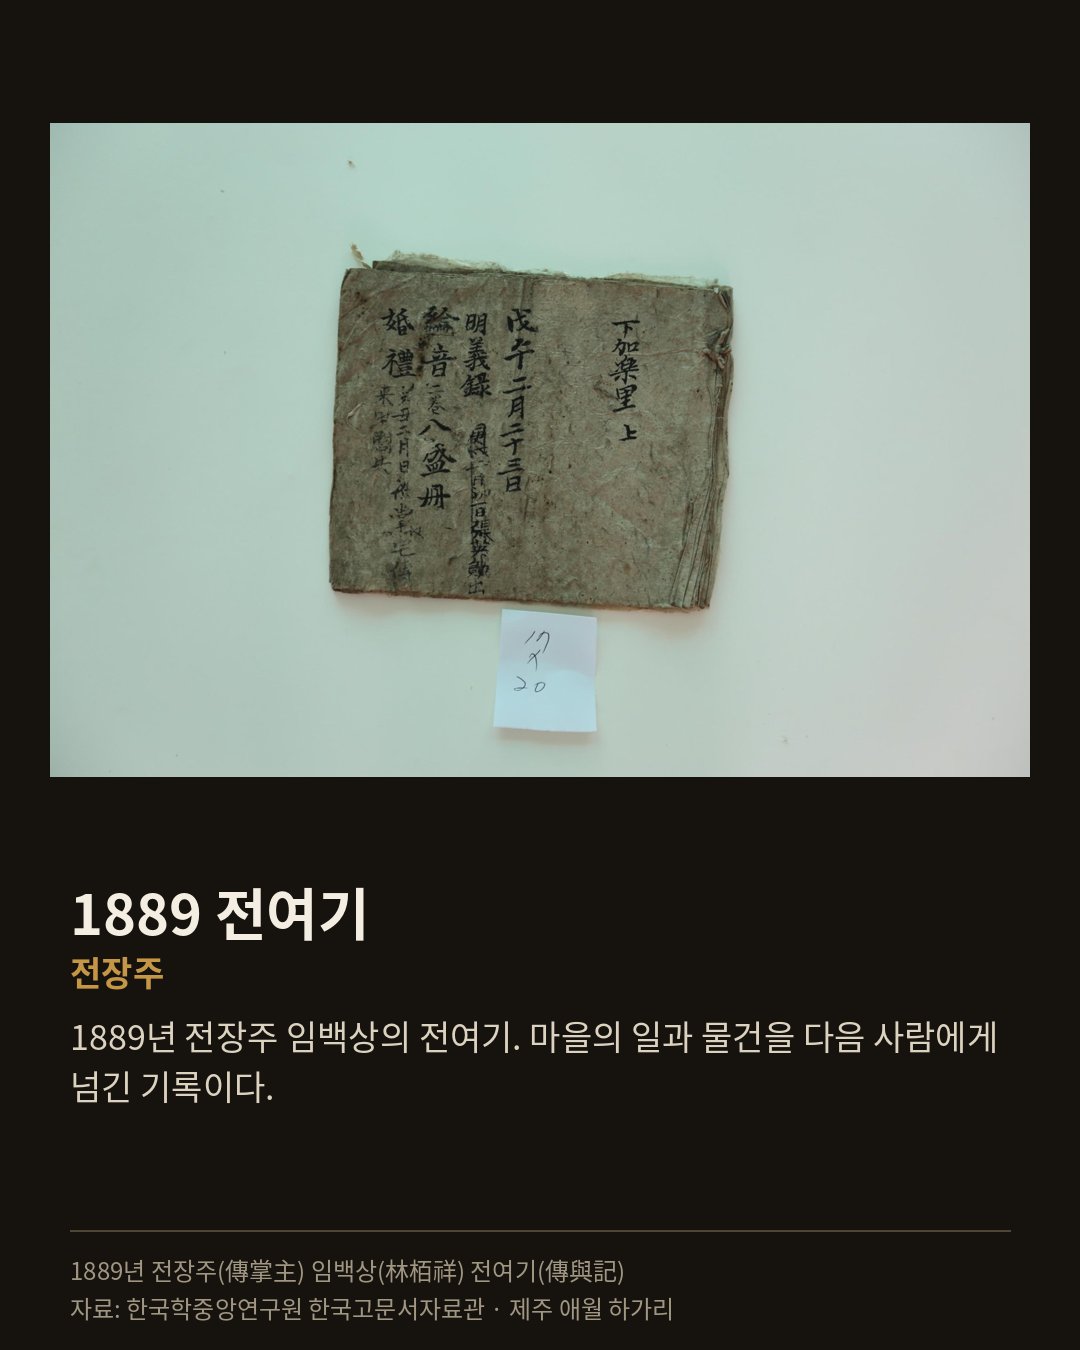 下加樂里 上
戊午二月二十三日
明義錄
綸音 二卷 八盛冊
婚禮
17
20
1889 전여기
전장주
1889년 전장주 임백상의 전여기. 마을의 일과 물건을 다음 사람에게
넘긴 기록이다.
1889년 전장주(傳掌主) 임백상(林栢祥) 전여기(傳與記)
자료: 한국학중앙연구원 한국고문서자료관 · 제주 애월 하가리